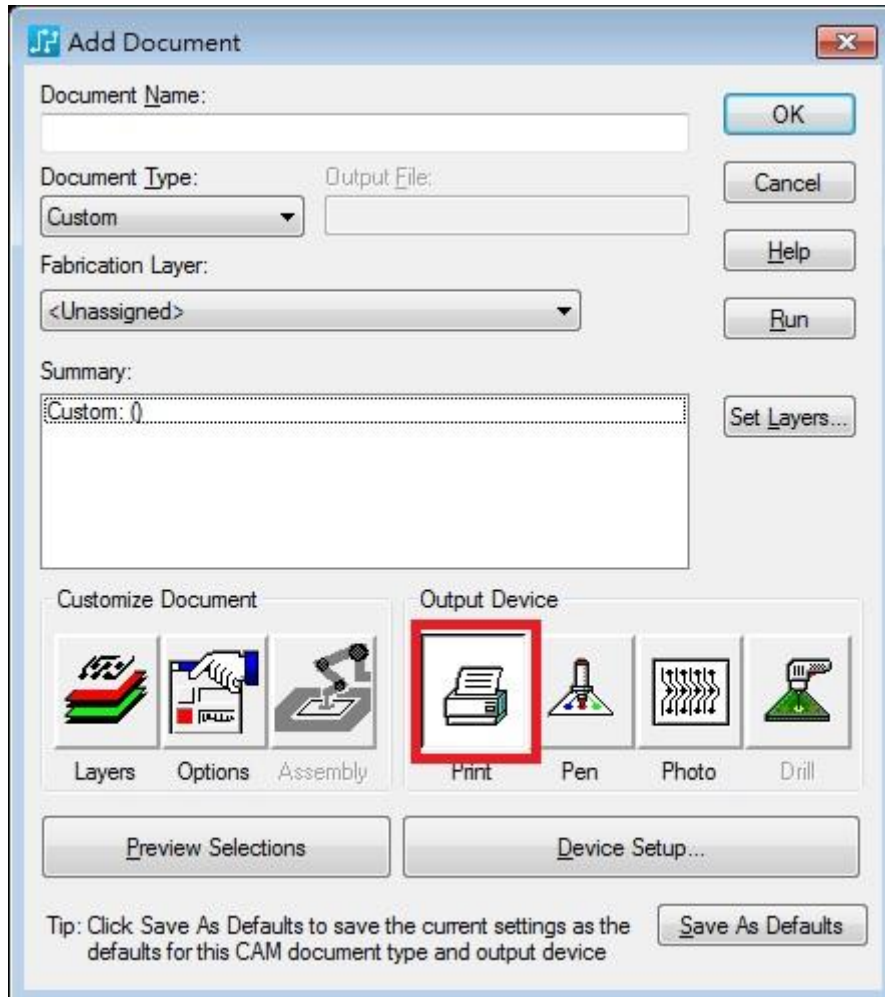 Add Document
Document Name:
OK
Document Type:
Output File:
Cancel
Custom
Fabrication Layer:
Help
<Unassigned>
Run
Summary:
Custom: ()
Set Layers...
Customize Document
Output Device
Layers
Options
Assembly
Print
Pen
Photo
Drill
Preview Selections
Device Setup...
Tip: Click Save As Defaults to save the current settings as the
defaults for this CAM document type and output device
Save As Defaults